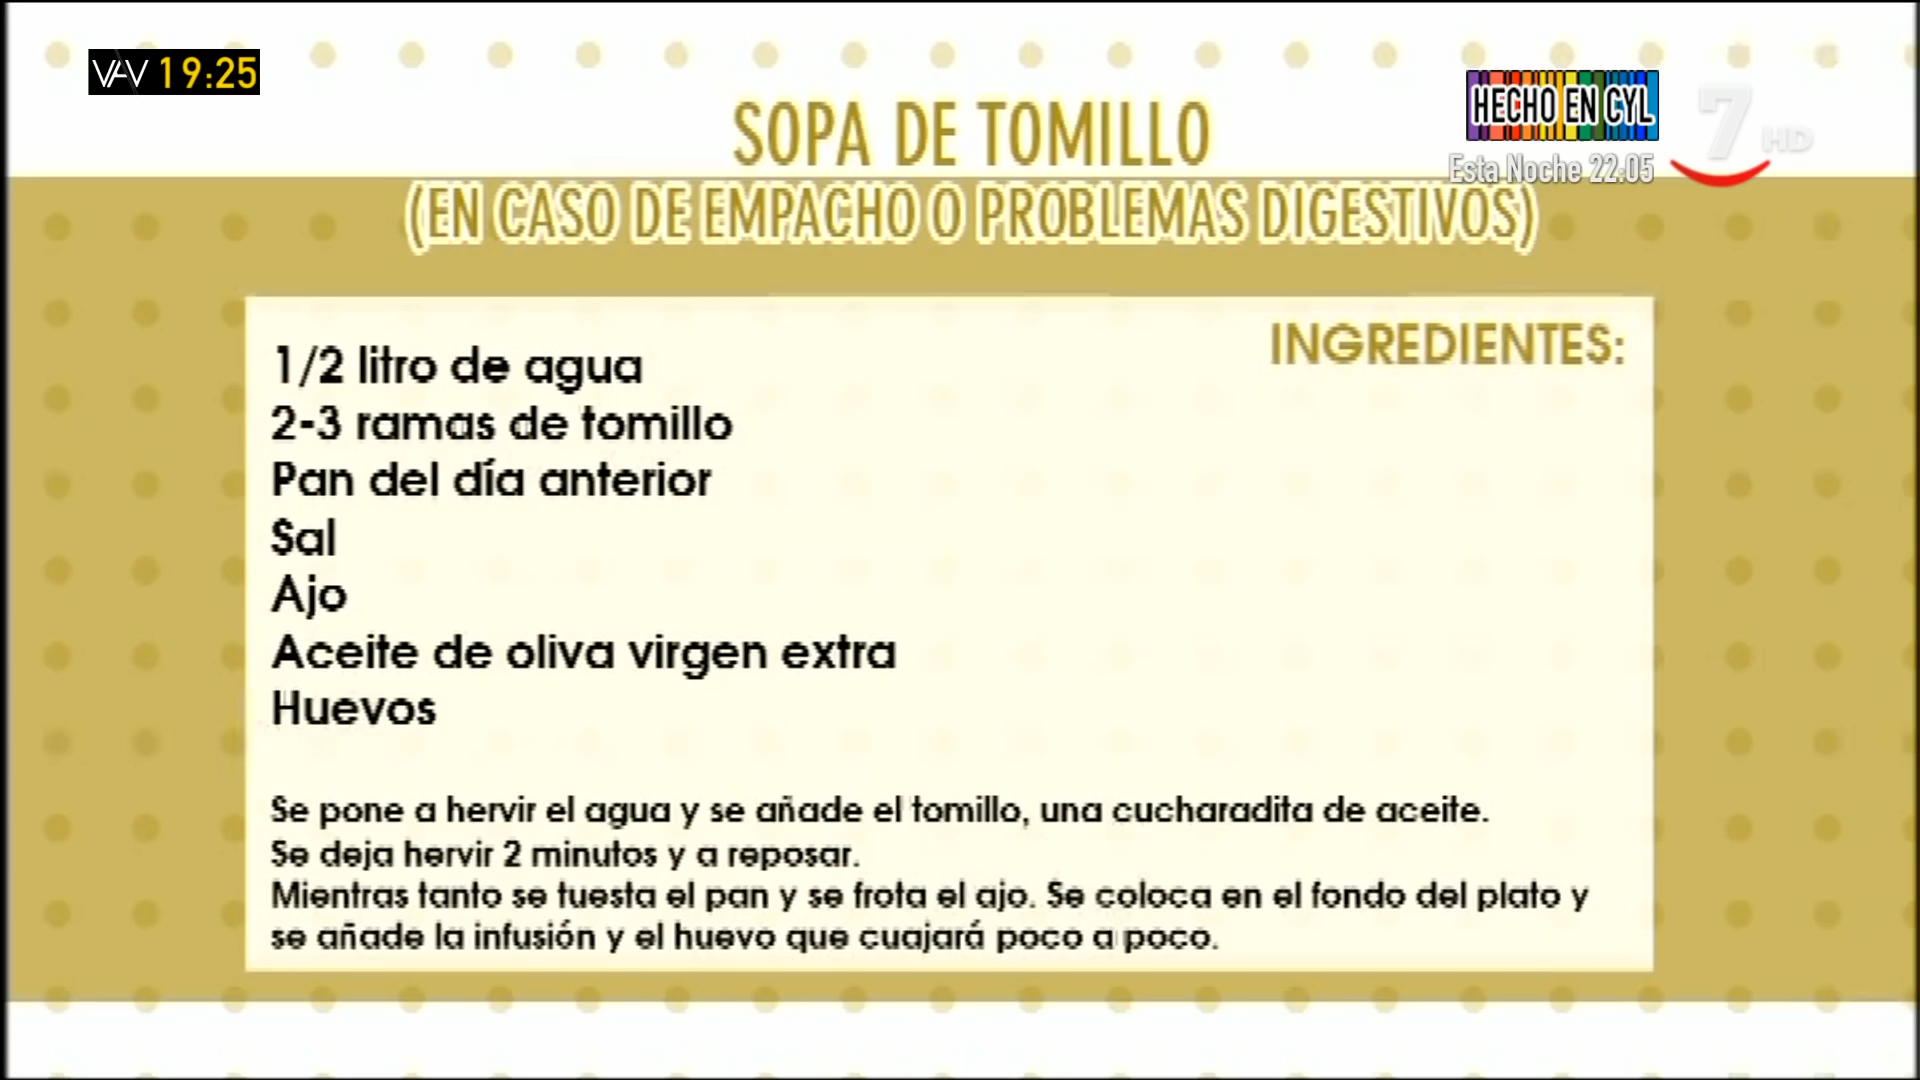 VAV 19:25
HECHO EN CYL
Esta Noche 22:05
7 HD
SOPA DE TOMILLO
(EN CASO DE EMPACHO O PROBLEMAS DIGESTIVOS)
INGREDIENTES:
1/2 litro de agua
2-3 ramas de tomillo
Pan del día anterior
Sal
Ajo
Aceite de oliva virgen extra
Huevos
Se pone a hervir el agua y se añade el tomillo, una cucharadita de aceite.
Se deja hervir 2 minutos y a reposar.
Mientras tanto se tuesta el pan y se frota el ajo. Se coloca en el fondo del plato y
se añade la infusión y el huevo que cuajará poco a poco.